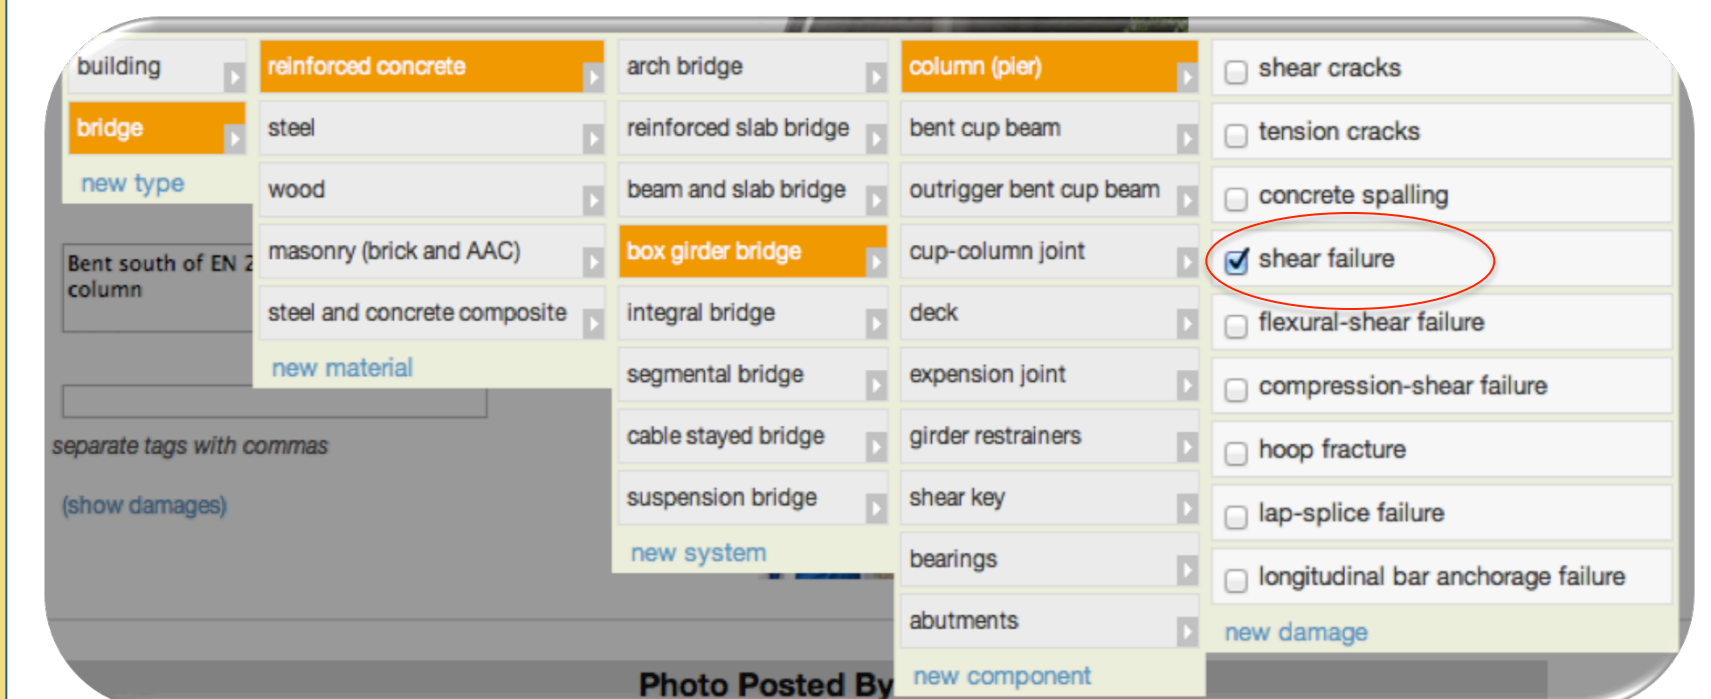 building
bridge
new type
reinforced concrete
steel
wood
masonry (brick and AAC)
steel and concrete composite
new material
arch bridge
reinforced slab bridge
beam and slab bridge
box girder bridge
integral bridge
segmental bridge
cable stayed bridge
suspension bridge
new system
column (pier)
bent cup beam
outrigger bent cup beam
cup-column joint
deck
expension joint
girder restrainers
shear key
bearings
abutments
new component
shear cracks
tension cracks
concrete spalling
shear failure
flexural-shear failure
compression-shear failure
hoop fracture
lap-splice failure
longitudinal bar anchorage failure
new damage
Bent south of EN 2
column
separate tags with commas
(show damages)
Photo Posted By